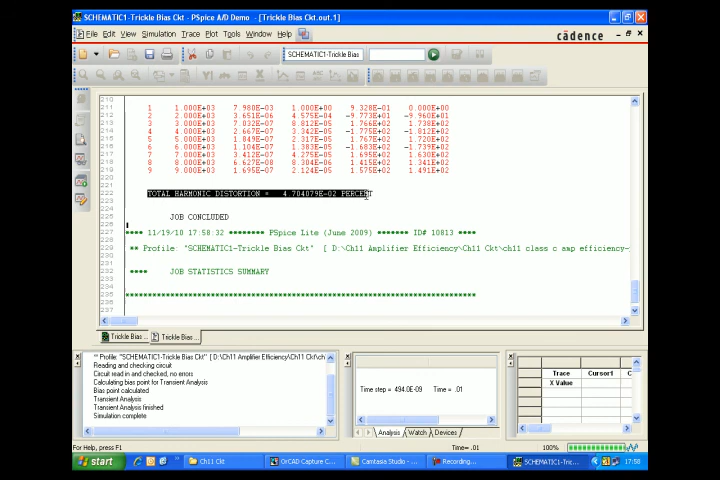 SCHEMATIC1-Trickle Bias Ckt - PSpice A/D Demo - [Trickle Bias Ckt.out.1]
File Edit View Simulation Trace Plot Tools Window Help
cādence
SCHEMATIC1-Trickle Bias
210
211 1 1.000E+03 7.980E-03 1.000E+00 9.328E-01 0.000E+00
212 2 2.000E+03 3.651E-06 4.575E-04 -9.773E+01 -9.960E+01
213 3 3.000E+03 7.032E-07 8.812E-05 1.766E+02 1.738E+02
214 4 4.000E+03 2.667E-07 3.342E-05 -1.775E+02 -1.812E+02
215 5 5.000E+03 1.849E-07 2.317E-05 1.795E+02 1.748E+02
216 6 6.000E+03 1.104E-07 1.383E-05 -1.683E+02 -1.739E+02
217 7 7.000E+03 3.412E-07 4.275E-05 1.695E+02 1.630E+02
218 8 8.000E+03 6.627E-08 8.304E-06 1.415E+02 1.341E+02
219 9 9.000E+03 1.695E-07 2.124E-05 1.575E+02 1.491E+02
220
221
222 TOTAL HARMONIC DISTORTION = 4.704079E-02 PERCENT
223
224
225 JOB CONCLUDED
226
227 **** 11/19/10 17:58:32 ******** PSpice Lite (June 2009) ******* ID# 10813 ****
228
229 ** Profile: "SCHEMATIC1-Trickle Bias Ckt" [ D:\Ch11 Amplifier Efficiency\Ch11 Ckt\ch11 class c amp efficiency-
230
231
232 **** JOB STATISTICS SUMMARY
233
234
235 ******************************************************************************
236
237
Trickle Bias ... Trickle Bias...
** Profile: "SCHEMATIC1-Trickle Bias Ckt" [ D:\Ch11 Amplifier Efficiency\Ch11 Ckt\ch
Reading and checking circuit
Circuit read in and checked, no errors
Calculating bias point for Transient Analysis
Bias point calculated
Transient Analysis
Transient Analysis finished
Simulation complete
Time step = 494.0E-09 Time = .01
Analysis Watch Devices
Trace Cursor1 C
X Value
For Help, press F1 Time= .01 100%
start Ch11 Ckt OrCAD Capture C... Camtasia Studio - ... Recording... SCHEMATIC1-Tric... 17:58